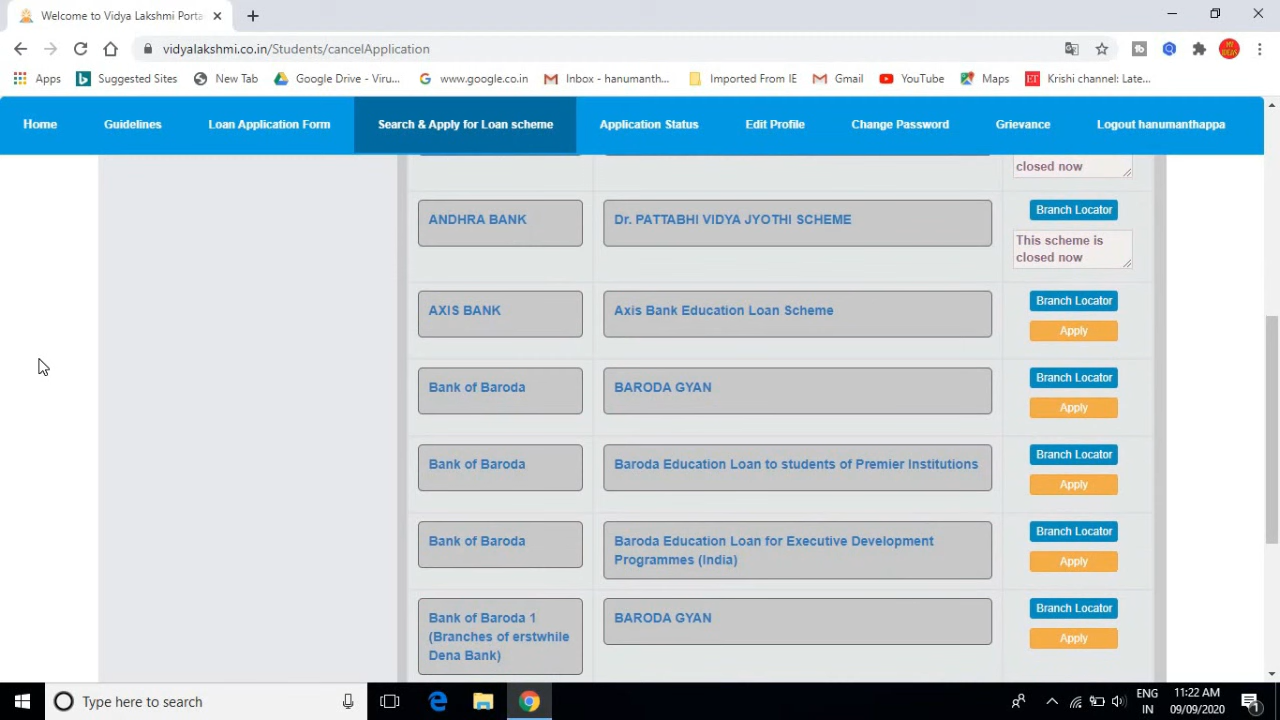 Welcome to Vidya Lakshmi Porta
vidyalakshmi.co.in/Students/cancelApplication
Apps
Suggested Sites
New Tab
Google Drive - Viru...
www.google.co.in
Inbox - hanumanth...
Imported From IE
Gmail
YouTube
Maps
ET
Krishi channel: Late...
Home
Guidelines
Loan Application Form
Search & Apply for Loan scheme
Application Status
Edit Profile
Change Password
Grievance
Logout hanumanthappa
closed now
ANDHRA BANK
Dr. PATTABHI VIDYA JYOTHI SCHEME
Branch Locator
This scheme is
closed now
AXIS BANK
Axis Bank Education Loan Scheme
Branch Locator
Apply
Bank of Baroda
BARODA GYAN
Branch Locator
Apply
Bank of Baroda
Baroda Education Loan to students of Premier Institutions
Branch Locator
Apply
Bank of Baroda
Baroda Education Loan for Executive Development
Programmes (India)
Branch Locator
Apply
Bank of Baroda 1
(Branches of erstwhile
Dena Bank)
BARODA GYAN
Branch Locator
Apply
Type here to search
ENG
IN
11:22 AM
09/09/2020
1